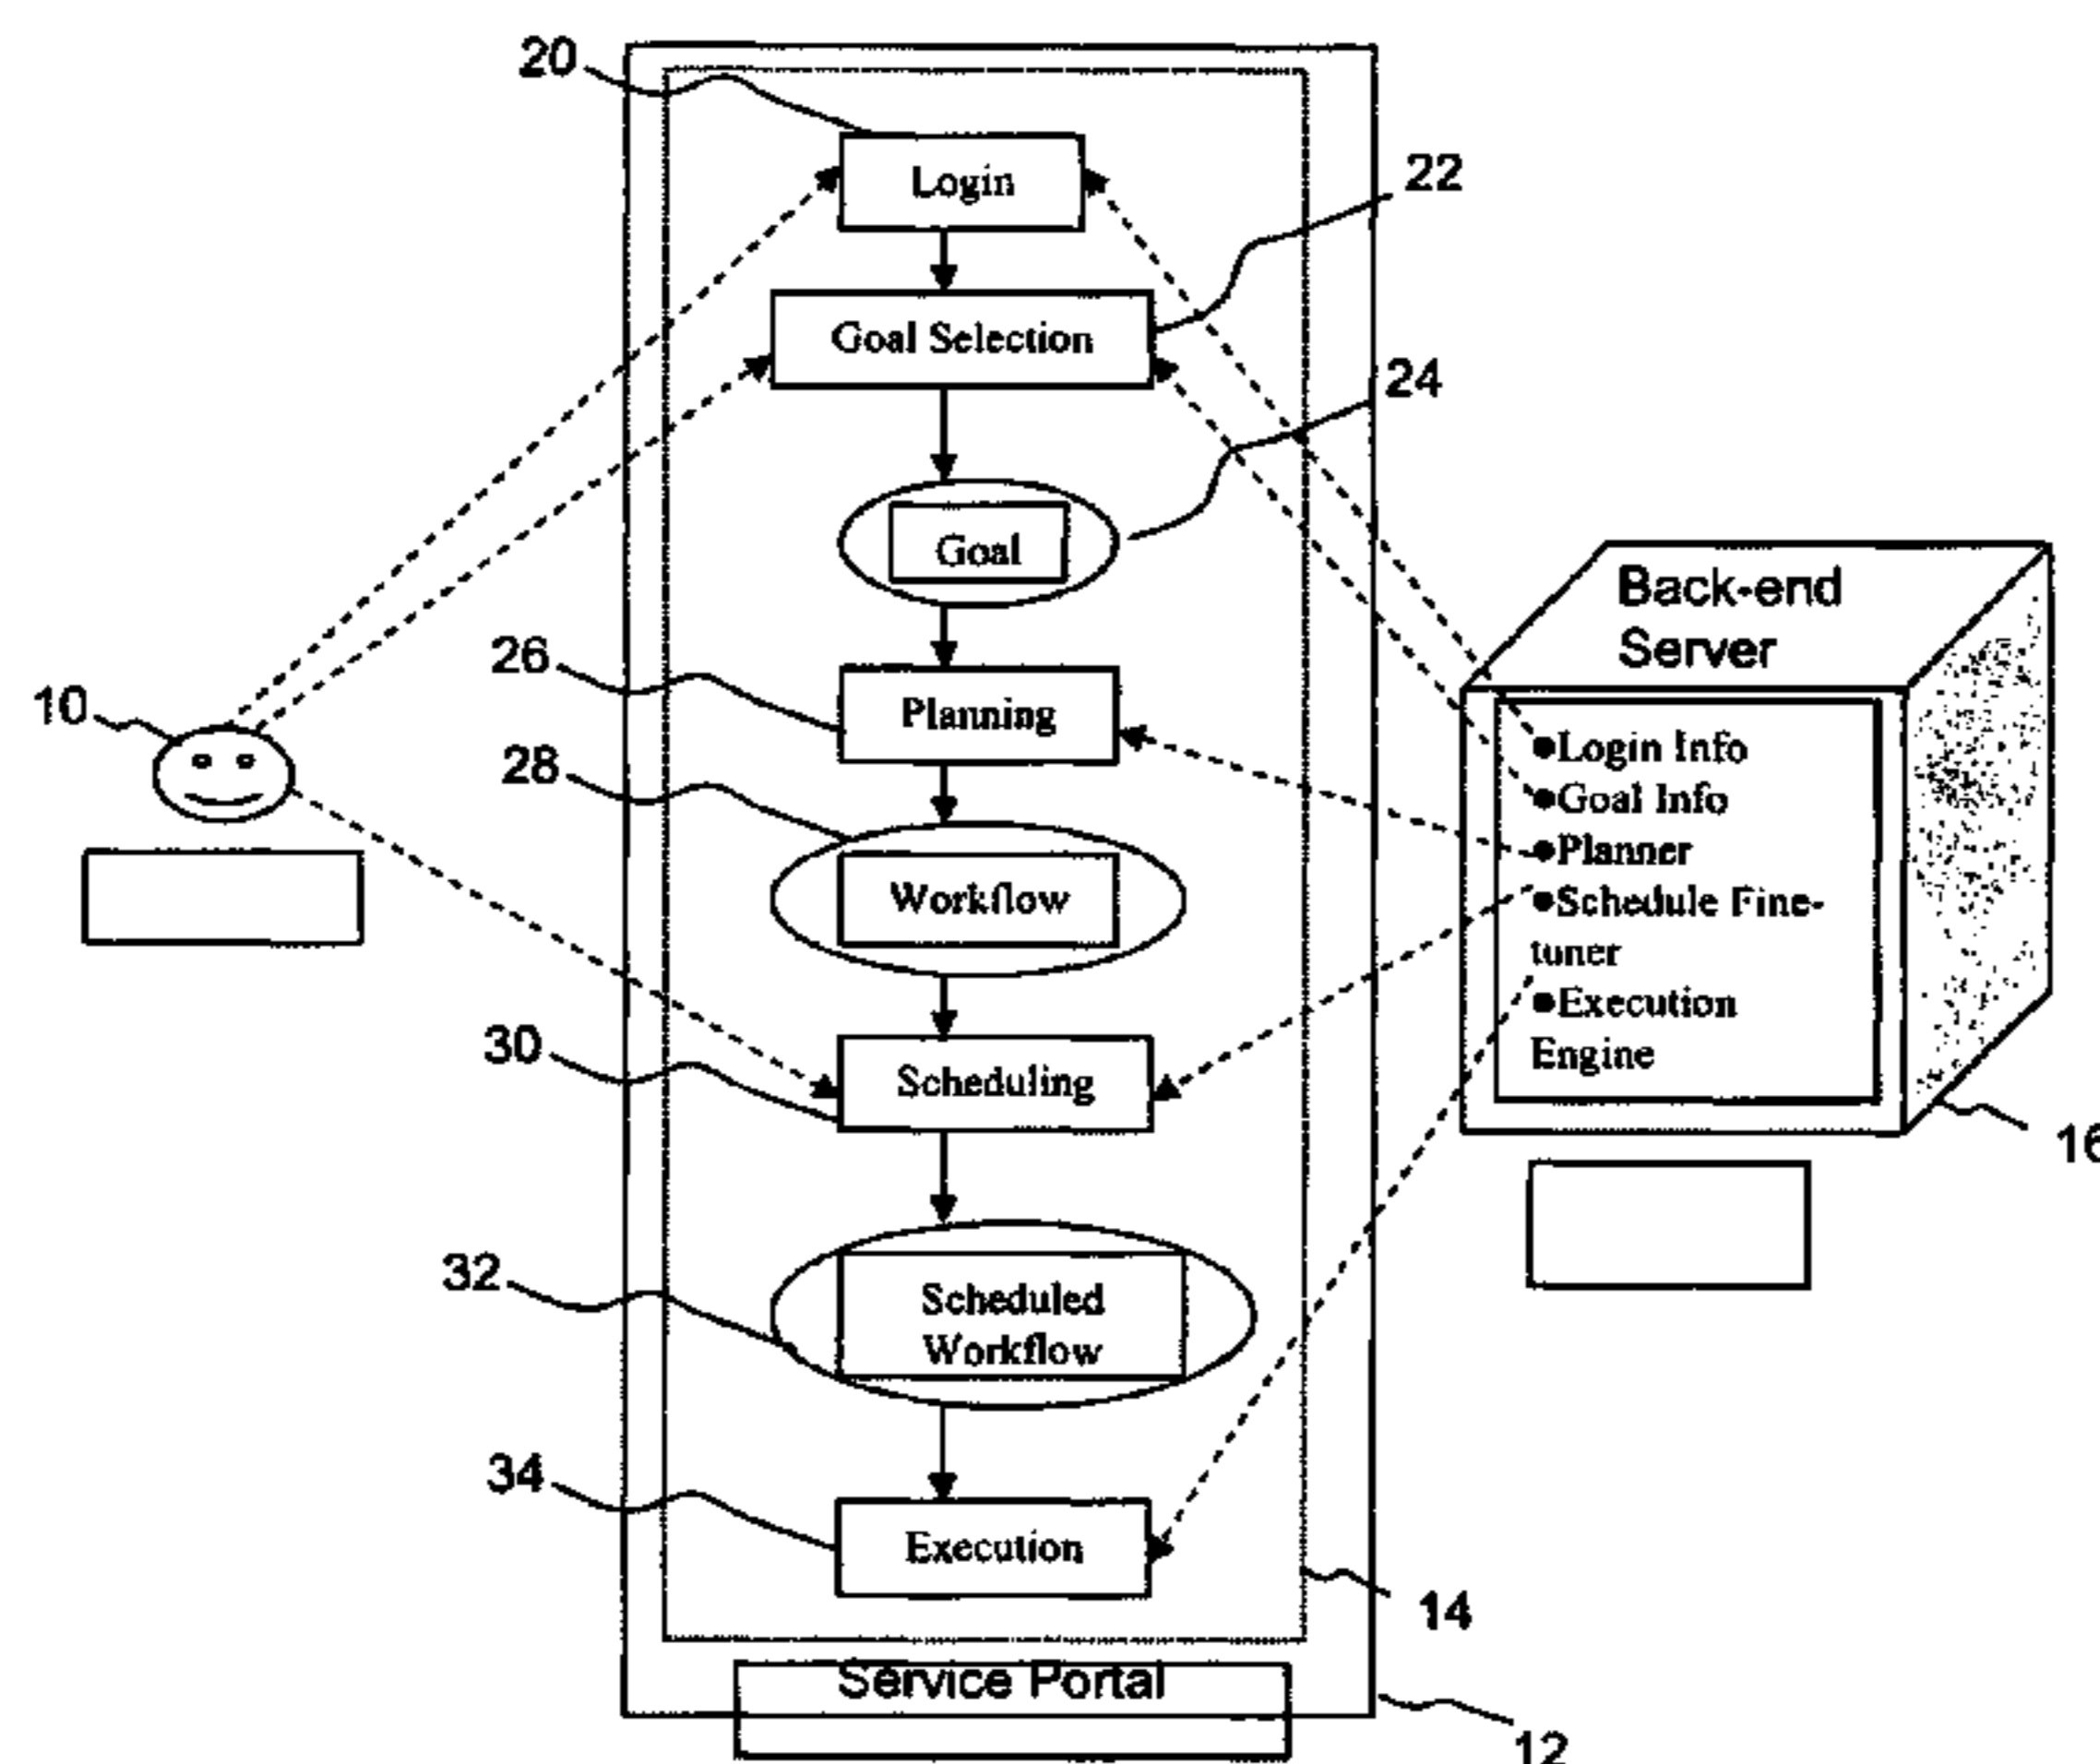 20
Login
22
Goal Selection
24
Goal
Back-end
Server
26
Planning
10
28
●Login Info
●Goal Info
●Planner
●Schedule Fine-
tuner
●Execution
Engine
Workflow
30
Scheduling
16
32
Scheduled
Workflow
34
Execution
14
Service Portal
12